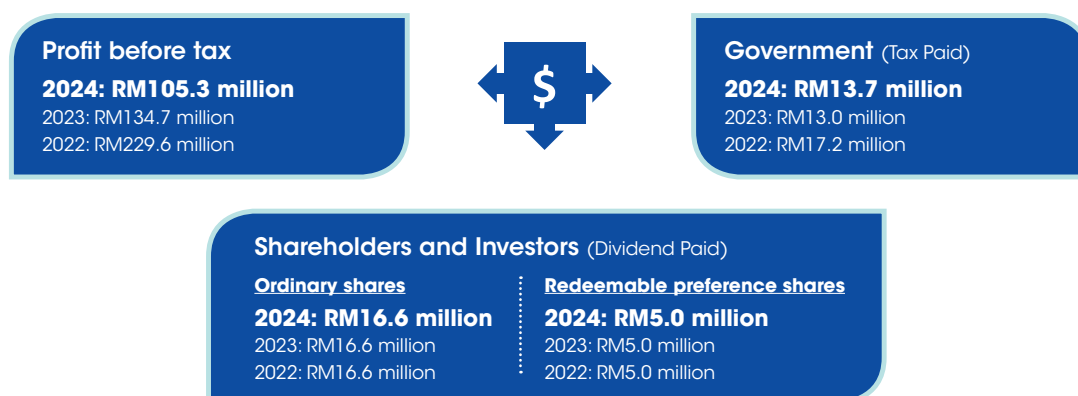 Profit before tax
2024: RM105.3 million
2023: RM134.7 million
2022: RM229.6 million
$
Government (Tax Paid)
2024: RM13.7 million
2023: RM13.0 million
2022: RM17.2 million
Shareholders and Investors (Dividend Paid)
Ordinary shares
2024: RM16.6 million
2023: RM16.6 million
2022: RM16.6 million
Redeemable preference shares
2024: RM5.0 million
2023: RM5.0 million
2022: RM5.0 million